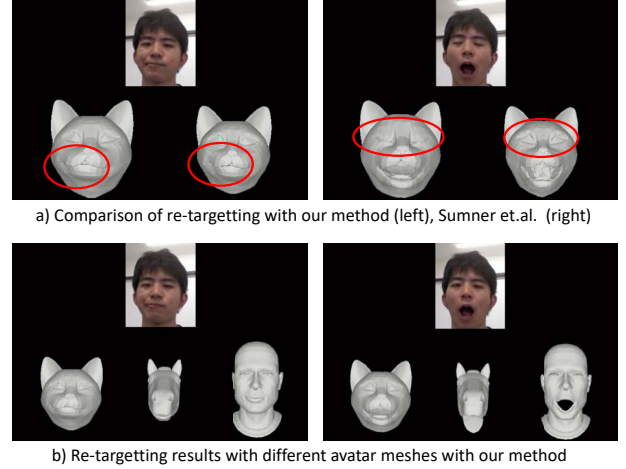 a) Comparison of re-targetting with our method (left), Sumner et.al. (right)
b) Re-targetting results with different avatar meshes with our method